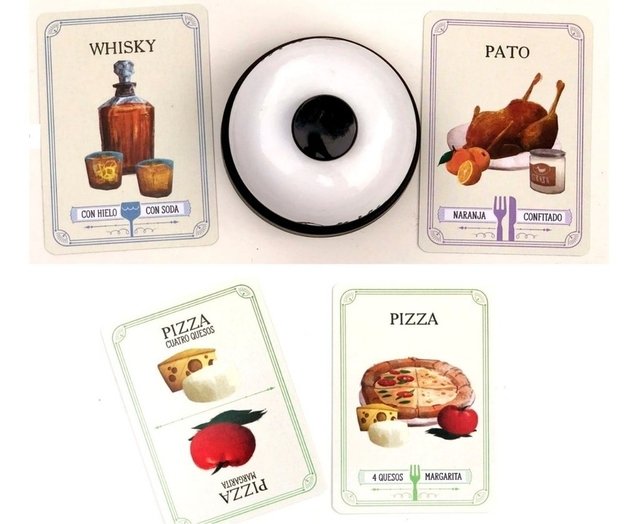 WHISKY
CON HIELO CON SODA
PATO
NARANJA CONFITADO
PIZZA
CUATRO QUESOS
PIZZA
MARGARITA
PIZZA
4 QUESOS MARGARITA